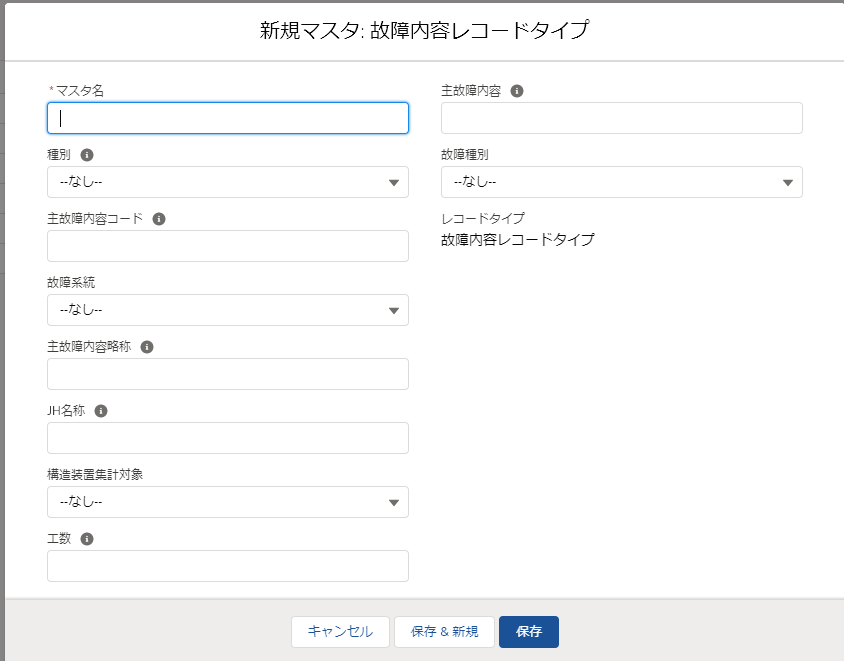 新規マスタ: 故障内容レコードタイプ
*マスタ名
主故障内容
種別
--なし--
故障種別
--なし--
主故障内容コード
レコードタイプ
故障内容レコードタイプ
故障系統
--なし--
主故障内容略称
JH名称
構造装置集計対象
--なし--
工数
キャンセル
保存 & 新規
保存